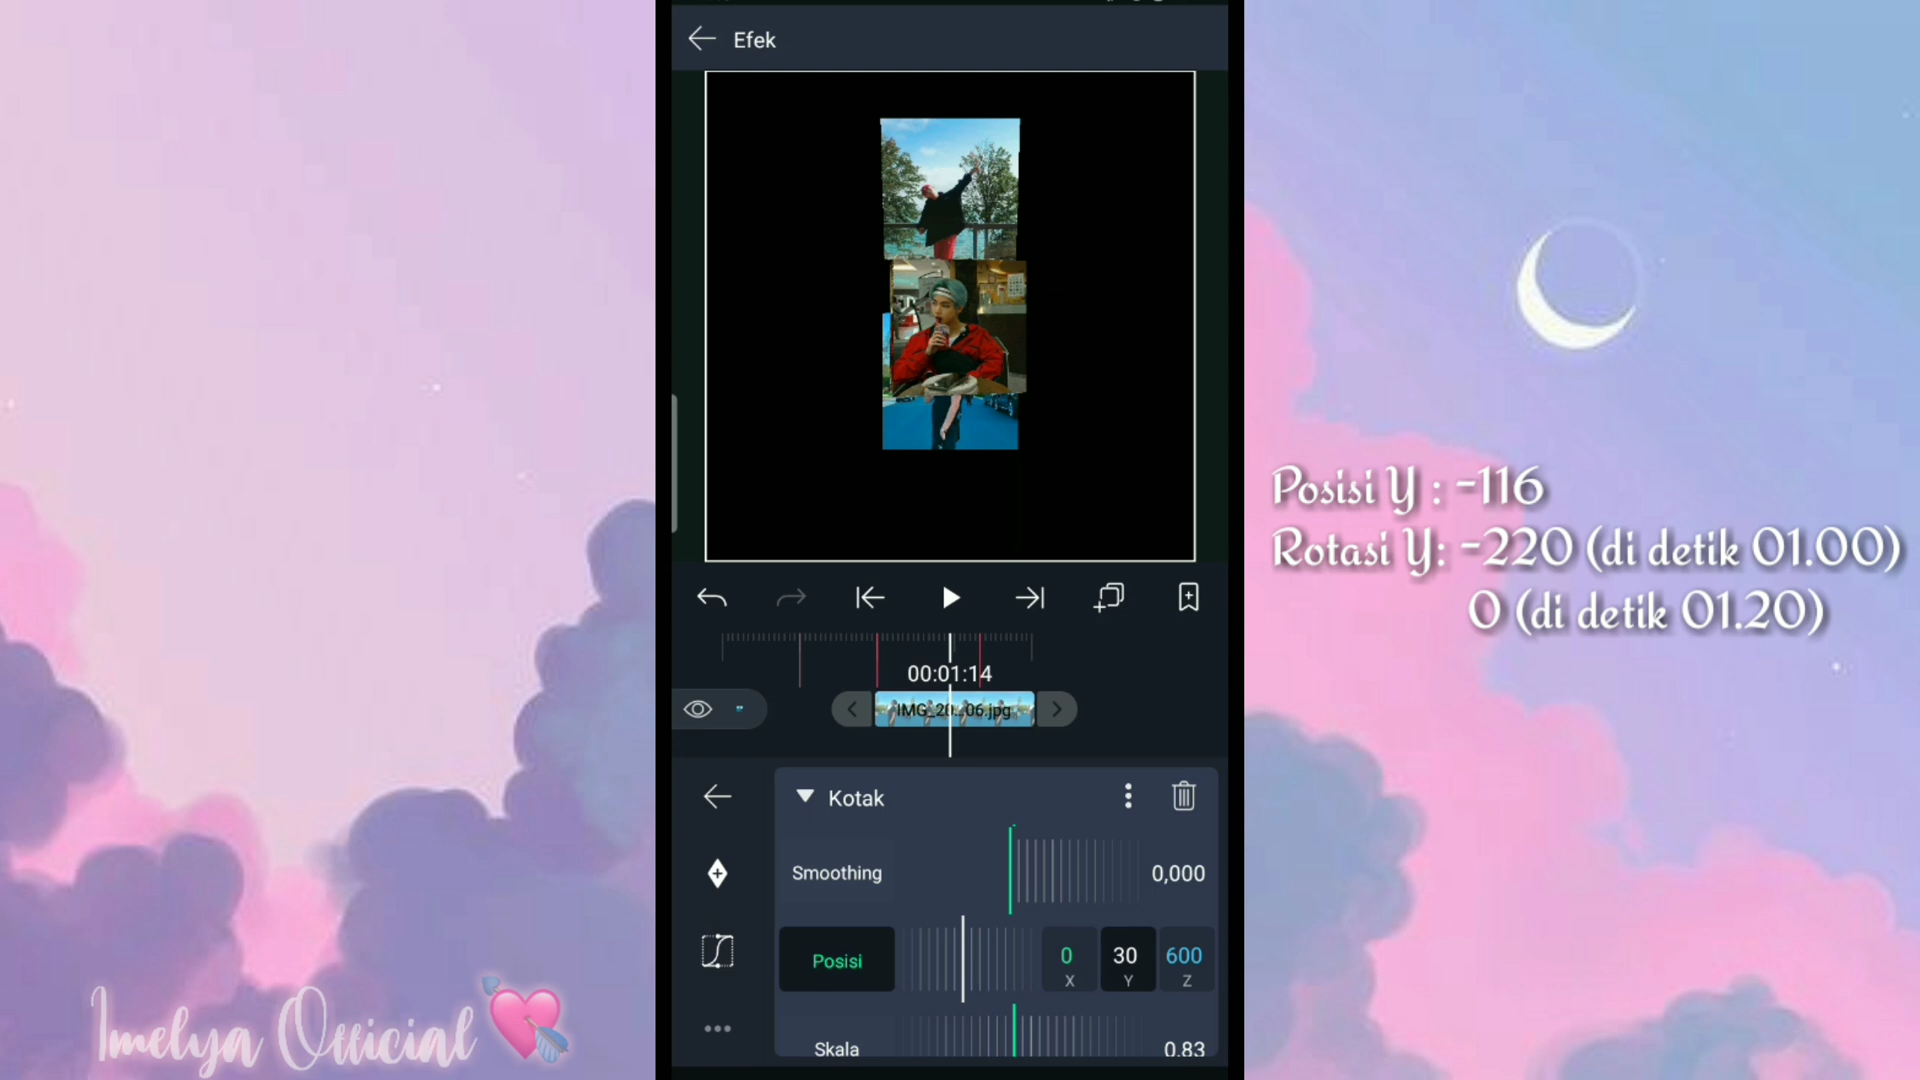 Efek
Posisi Y : -116
Rotasi Y: -220 (di detik 01.00)
0 (di detik 01.20)
00:01:14
IMG_20...06.jpg
Kotak
Smoothing
0,000
Posisi
0
30
600
X
Y
Z
Skala
0.83
Imelya Official